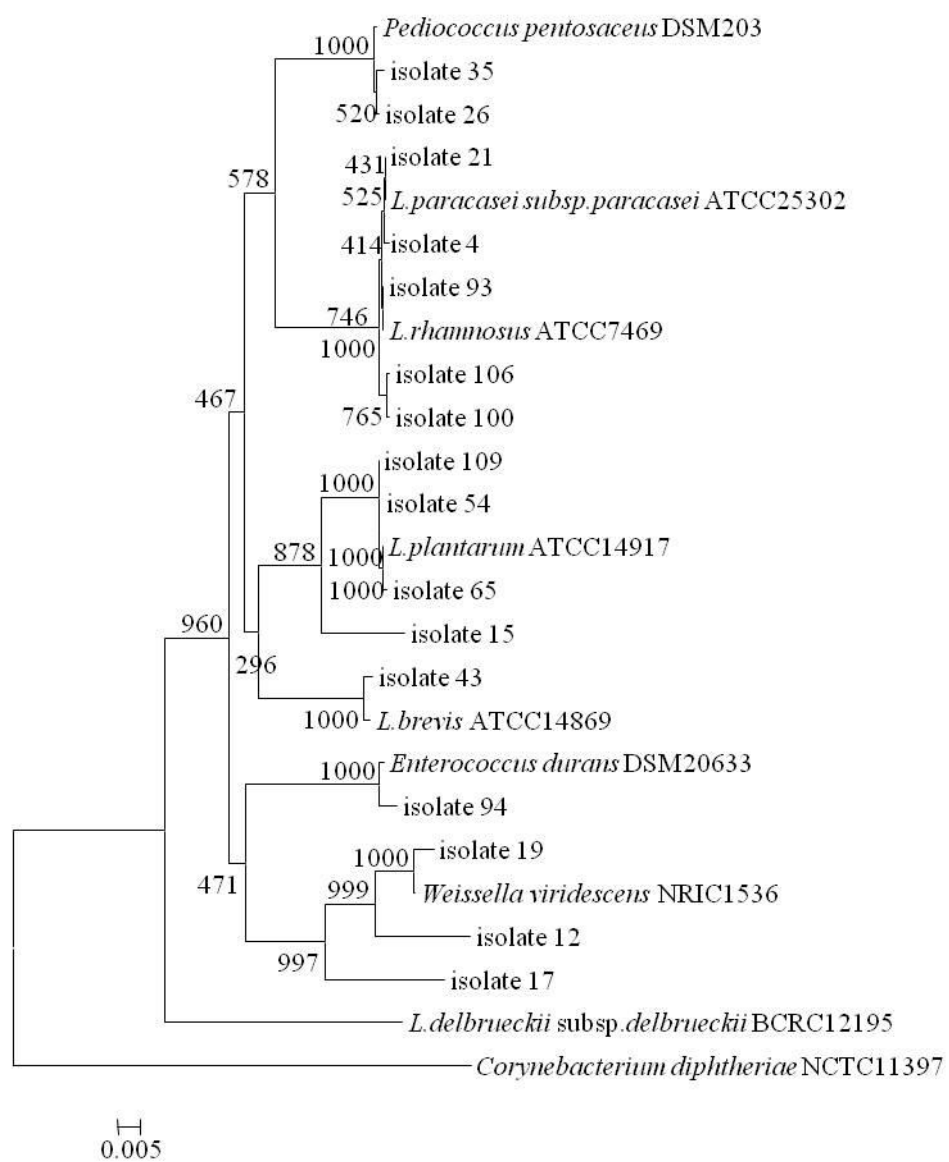 Pediococcus pentosaceus DSM203
1000
isolate 35
520 isolate 26
isolate 21
431
578
525 L.paracasei subsp.paracasei ATCC25302
414 isolate 4
isolate 93
746 L.rhamnosus ATCC7469
1000
isolate 106
467
765 isolate 100
isolate 109
1000
isolate 54
878 1000 L.plantarum ATCC14917
1000 isolate 65
isolate 15
960
296
isolate 43
1000 L.brevis ATCC14869
1000 Enterococcus durans DSM20633
isolate 94
1000 isolate 19
471 999 Weissella viridescens NRIC1536
isolate 12
997
isolate 17
L.delbrueckii subsp.delbrueckii BCRC12195
Corynebacterium diphtheriae NCTC11397
0.005